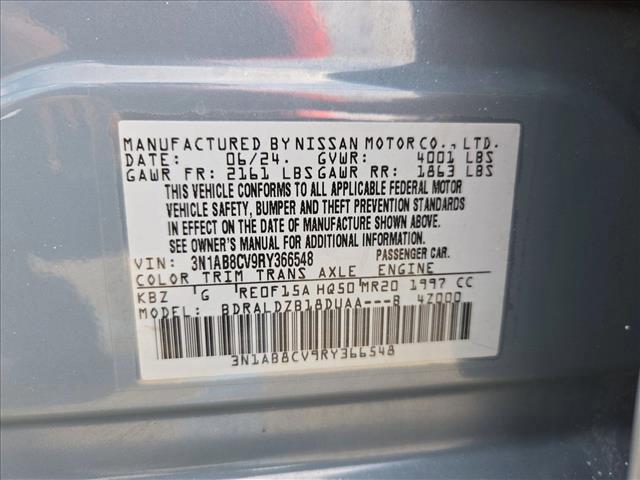 MANUFACTURED BY NISSAN MOTOR CO., LTD.
DATE: 06/24. GVWR: 4001 LBS
GAWR FR: 2161 LBS GAWR RR: 1863 LBS
THIS VEHICLE CONFORMS TO ALL APPLICABLE FEDERAL MOTOR
VEHICLE SAFETY, BUMPER AND THEFT PREVENTION STANDARDS
IN EFFECT ON THE DATE OF MANUFACTURE SHOWN ABOVE.
SEE OWNER'S MANUAL FOR ADDITIONAL INFORMATION.
VIN: 3N1AB8CV9RY366548 PASSENGER CAR.
COLOR TRIM TRANS AXLE ENGINE
KBZ G RE0F15A HQ50 MR20 1997 CC
MODEL: BDRALDZB18DUAA---B 4Z000
3N1AB8CV9RY366548